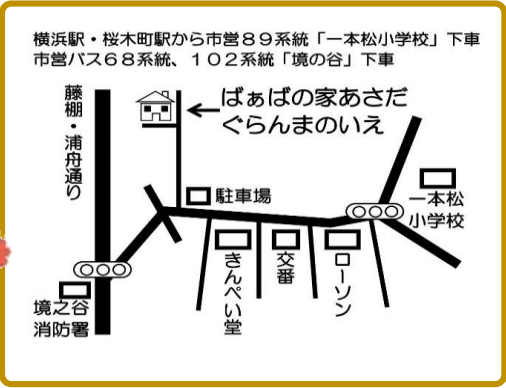 横浜駅・桜木町駅から市営８９系統「一本松小学校」下車
市営バス６８系統、１０２系統「境の谷」下車
藤棚・浦舟通り
ばぁばの家あさだ
ぐらんまのいえ
駐車場
一本松
小学校
きんぺい堂
交番
ローソン
境之谷
消防署